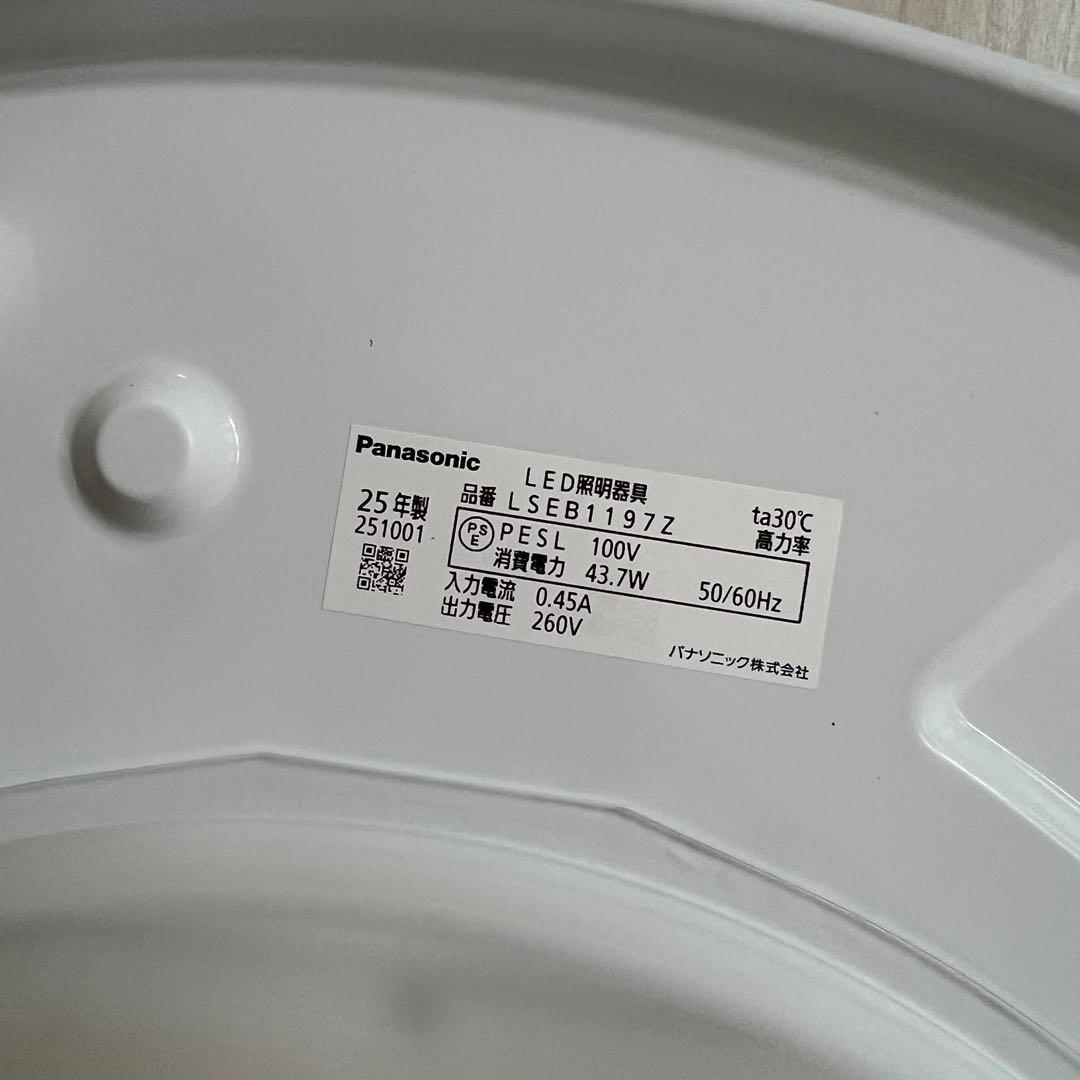 Panasonic
LED照明器具
品番 LSEB1197Z
ta30℃
高力率
25年製
251001
PSE PESL 100V
消費電力 43.7W 50/60Hz
入力電流 0.45A
出力電圧 260V
パナソニック株式会社